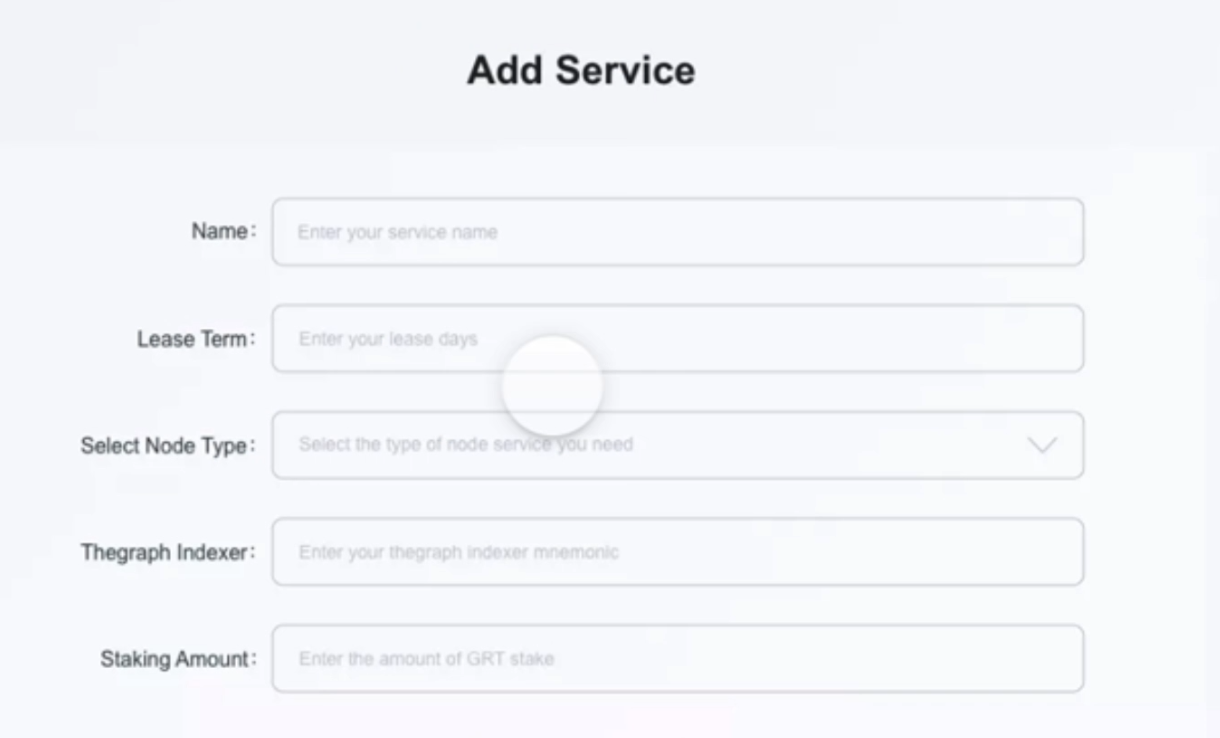 Add Service
Name:
Enter your service name
Lease Term:
Enter your lease days
Select Node Type:
Select the type of node service you need
Thegraph Indexer:
Enter your thegraph indexer mnemonic
Staking Amount:
Enter the amount of GRT stake